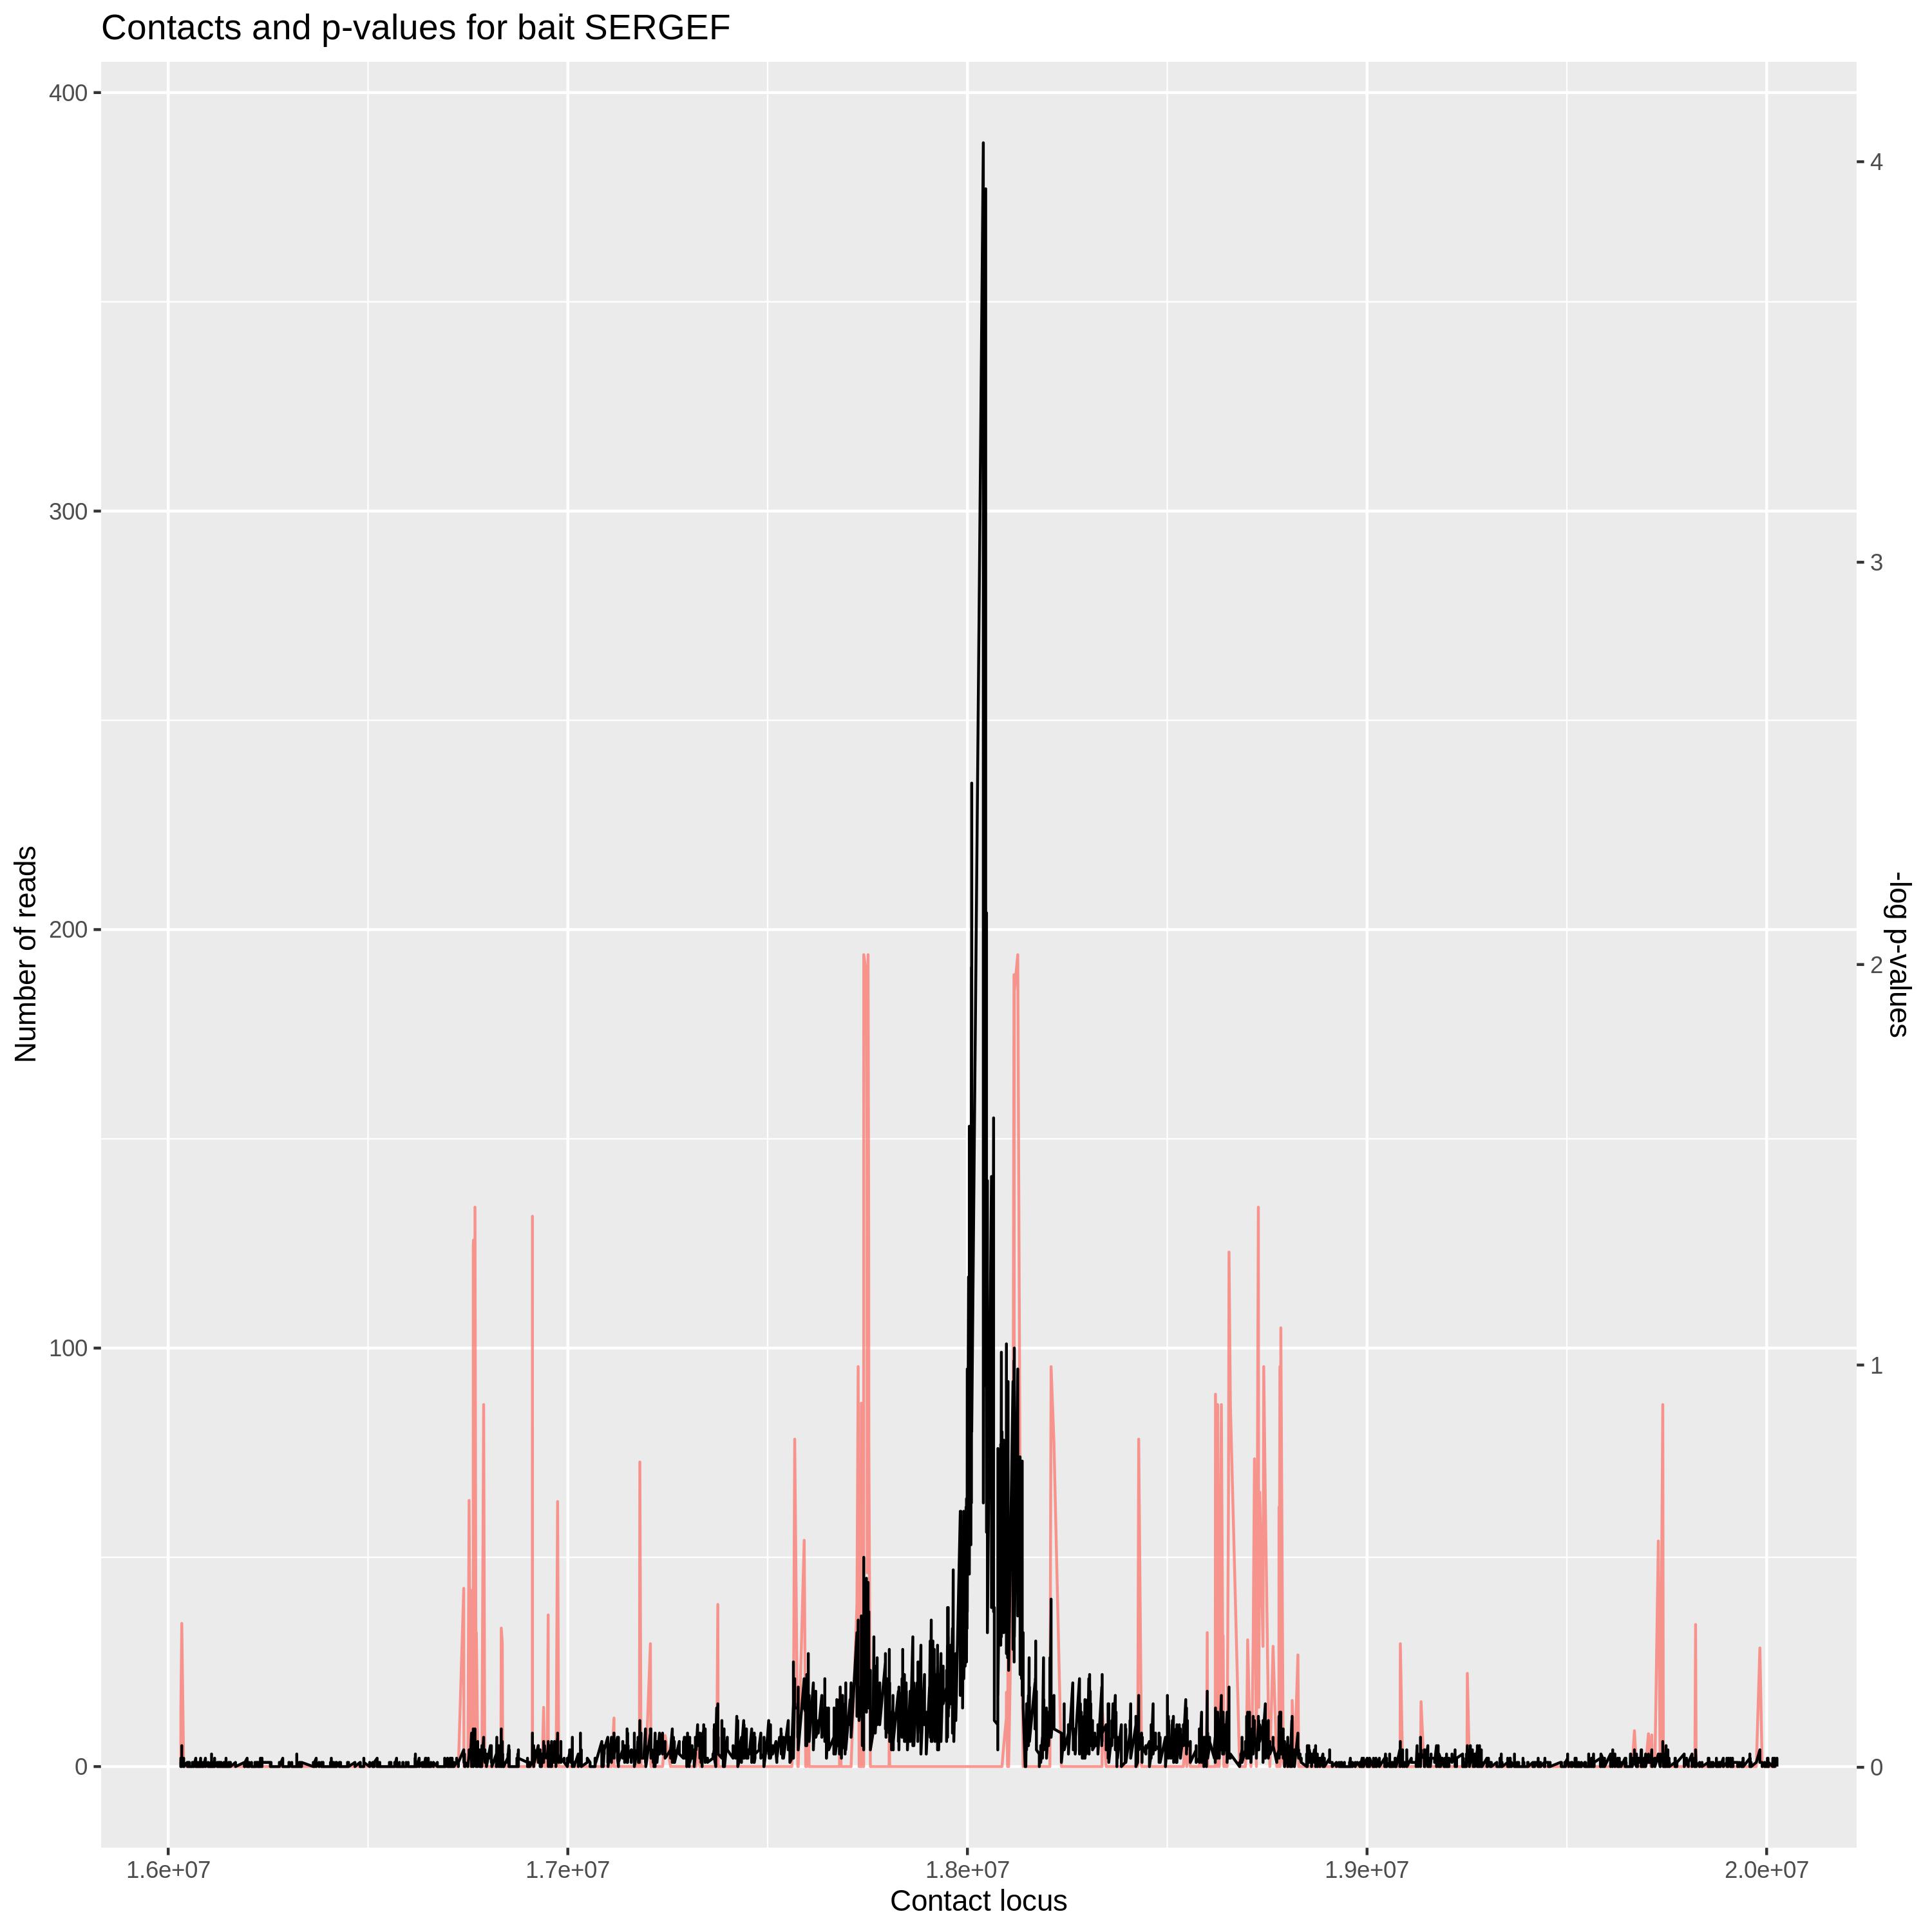 Contacts and p-values for bait SERGEF
400
300
200
100
0
Number of reads
4
3
2
1
0
-log p-values
1.6e+07
1.7e+07
1.8e+07
1.9e+07
2.0e+07
Contact locus